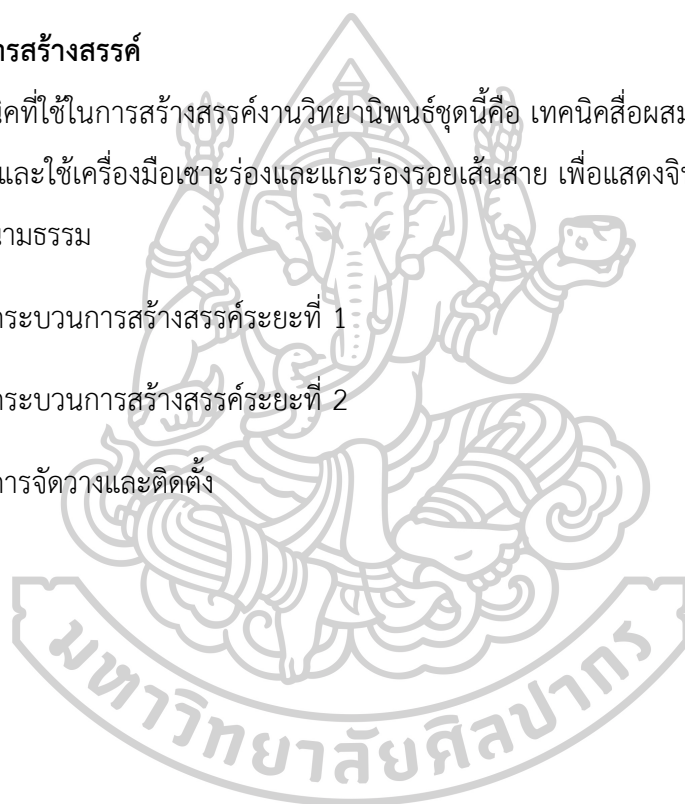 ารสร้างสรรค์
นิคที่ใช้ในการสร้างสรรค์งานวิทยานิพนธ์ชุดนี้คือ เทคนิคสื่อผสม
และใช้เครื่องมือเซาะร่องและแกะร่องรอยเส้นสาย เพื่อแสดงจิน
นามธรรม
กระบวนการสร้างสรรค์ระยะที่ 1
กระบวนการสร้างสรรค์ระยะที่ 2
การจัดวางและติดตั้ง
มหาวิทยาลัยศิลปากร